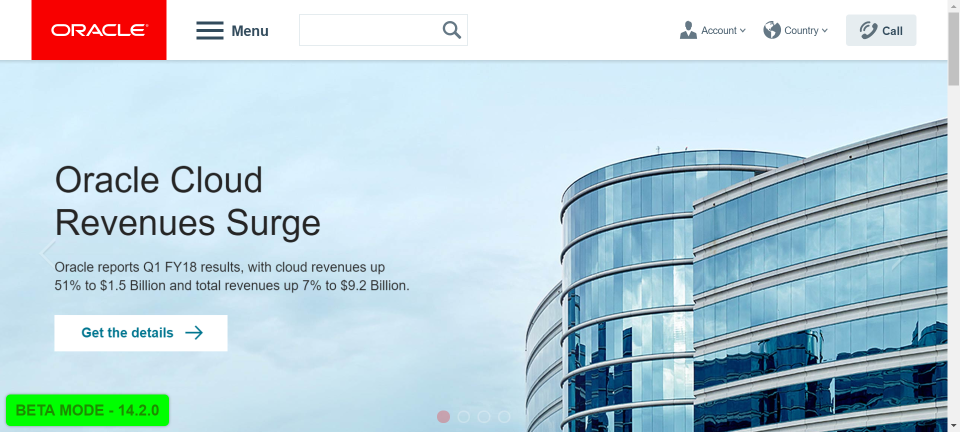 ORACLE
Menu
Account
Country
Call
Oracle Cloud
Revenues Surge
Oracle reports Q1 FY18 results, with cloud revenues up
51% to $1.5 Billion and total revenues up 7% to $9.2 Billion.
Get the details
BETA MODE - 14.2.0